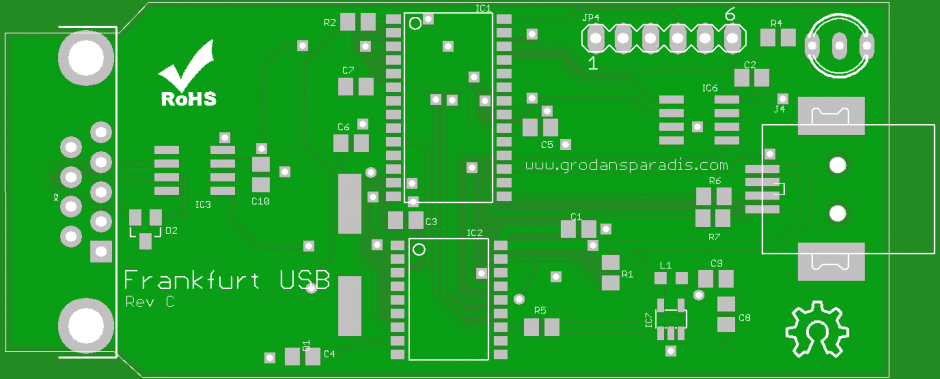 R2
IC1
JP4
6
R4
1
C7
C2
IC6
J4
RoHS
C6
C5
www.grodansparadis.com
X2
IC3
C10
R6
D2
C3
C1
R7
IC2
Frankfurt USB
Rev C
R1
L1
C9
IC7
C8
R5
Q1
C4